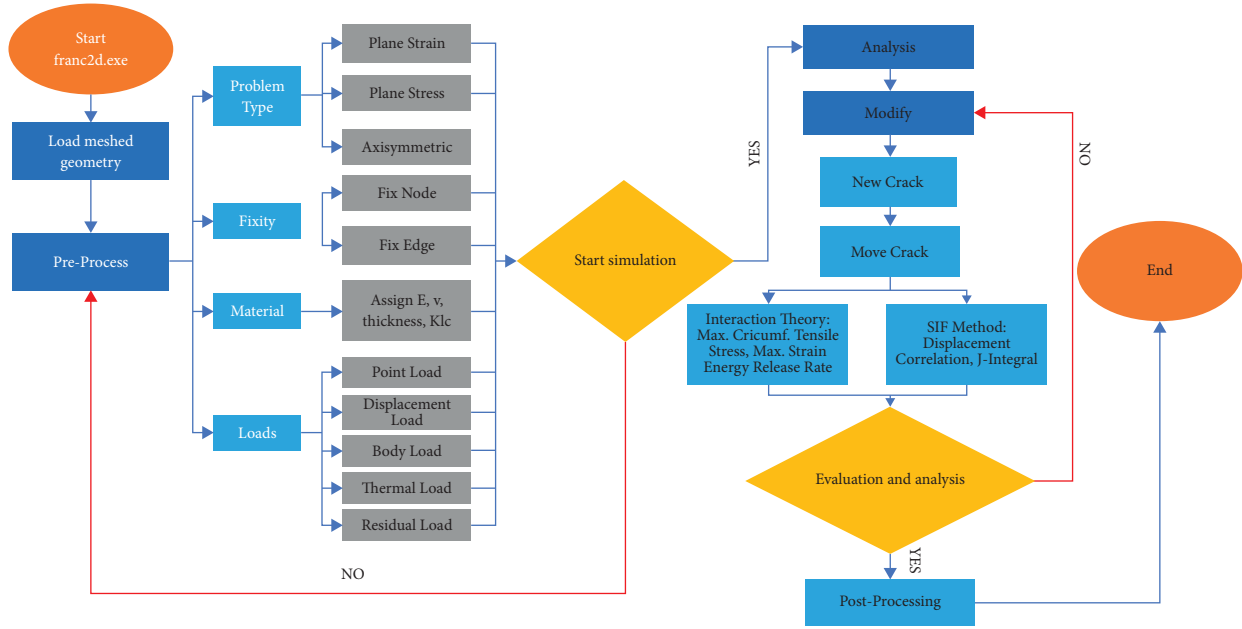 Start
franc2d.exe
Load meshed
geometry
Pre-Process
Problem
Type
Fixity
Material
Loads
Plane Strain
Plane Stress
Axisymmetric
Fix Node
Fix Edge
Assign E, v,
thickness, Klc
Point Load
Displacement
Load
Body Load
Thermal Load
Residual Load
Start simulation
NO
YES
Analysis
Modify
New Crack
Move Crack
Interaction Theory:
Max. Cricumf. Tensile
Stress, Max. Strain
Energy Release Rate
SIF Method:
Displacement
Correlation, J-Integral
Evaluation and analysis
NO
YES
Post-Processing
End